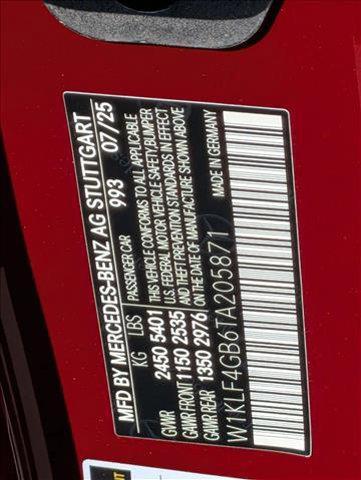 MFD BY MERCEDES-BENZ AG STUTTGART
993 07/25
KG LBS PASSENGER CAR
GVWR 2450 5401 THIS VEHICLE CONFORMS TO ALL APPLICABLE
GAWR FRONT 1150 2535 U.S. FEDERAL MOTOR VEHICLE SAFETY,BUMPER
GAWR REAR 1350 2976 AND THEFT PREVENTION STANDARDS IN EFFECT
ON THE DATE OF MANUFACTURE SHOWN ABOVE
W1KLF4GB6TA205871 MADE IN GERMANY